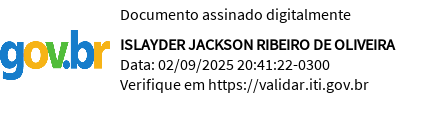 Documento assinado digitalmente
gov.br
ISLAYDER JACKSON RIBEIRO DE OLIVEIRA
Data: 02/09/2025 20:41:22-0300
Verifique em https://validar.iti.gov.br